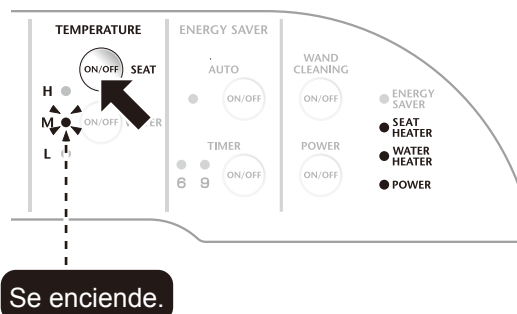 TEMPERATURE
ON/OFF SEAT
H
M
L
ON/OFF
ENERGY SAVER
AUTO
ON/OFF
TIMER
6 9
ON/OFF
WAND
CLEANING
ON/OFF
POWER
ON/OFF
ENERGY
SAVER
SEAT
HEATER
WATER
HEATER
POWER
Se enciende.